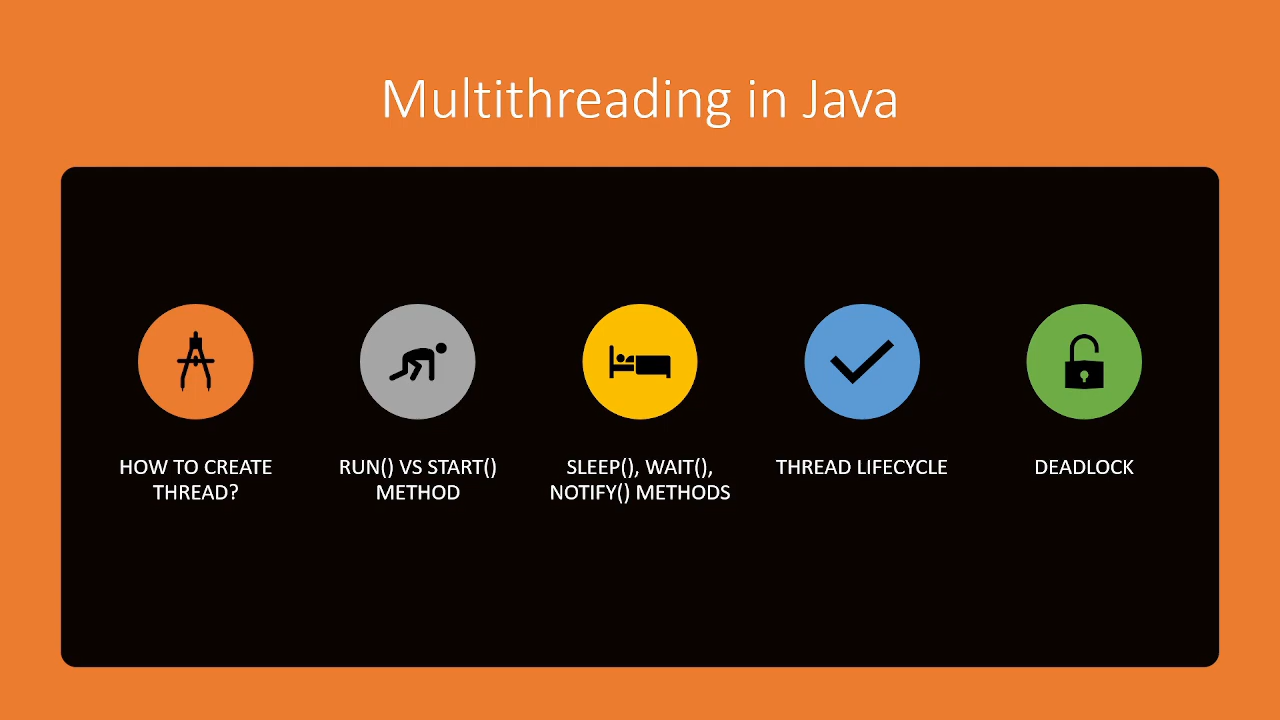 Multithreading in Java
HOW TO CREATE
THREAD?
RUN() VS START()
METHOD
SLEEP(), WAIT(),
NOTIFY() METHODS
THREAD LIFECYCLE
DEADLOCK